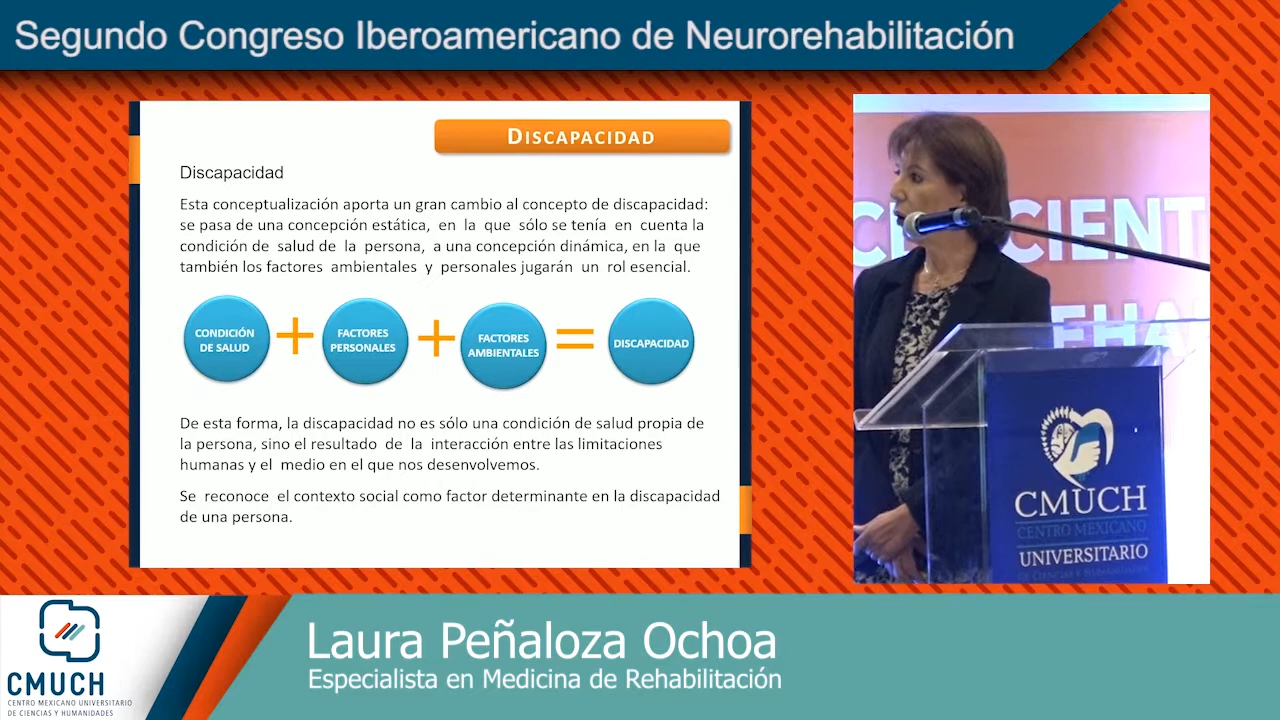 Segundo Congreso Iberoamericano de Neurorehabilitación
DISCAPACIDAD
Discapacidad
Esta conceptualización aporta un gran cambio al concepto de discapacidad:
se pasa de una concepción estática, en la que sólo se tenía en cuenta la
condición de salud de la persona, a una concepción dinámica, en la que
también los factores ambientales y personales jugarán un rol esencial.
CONDICIÓN
DE SALUD
+
FACTORES
PERSONALES
+
FACTORES
AMBIENTALES
=
DISCAPACIDAD
De esta forma, la discapacidad no es sólo una condición de salud propia de
la persona, sino el resultado de la interacción entre las limitaciones
humanas y el medio en el que nos desenvolvemos.
Se reconoce el contexto social como factor determinante en la discapacidad
de una persona.
CMUCH
CENTRO MEXICANO
UNIVERSITARIO
DE CIENCIAS Y HUMANIDADES
Laura Peñaloza Ochoa
Especialista en Medicina de Rehabilitación
CMUCH
CENTRO MEXICANO UNIVERSITARIO
DE CIENCIAS Y HUMANIDADES